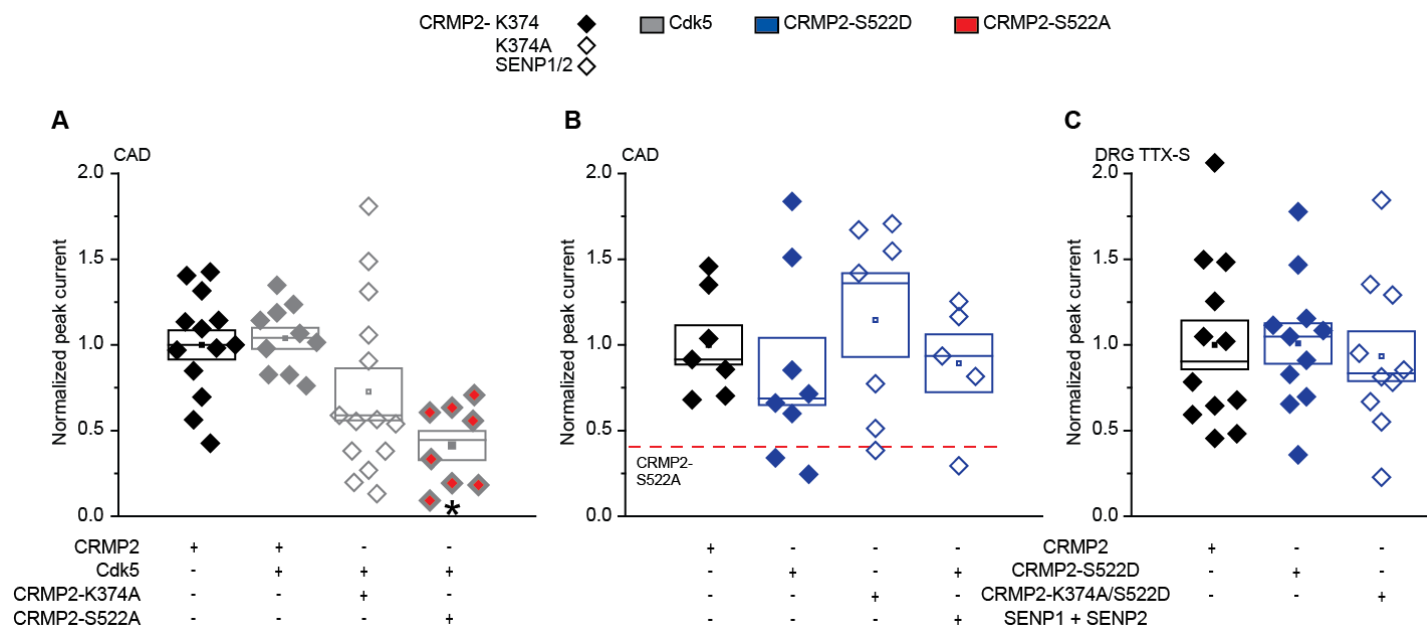 CRMP2- K374 Cdk5 CRMP2-S522D CRMP2-S522A
K374A
SENP1/2
A
CAD
Normalized peak current
2.0
1.5
1.0
0.5
0.0
*
B
CAD
Normalized peak current
2.0
1.5
1.0
0.5
0.0
CRMP2-
S522A
C
DRG TTX-S
Normalized peak current
2.0
1.5
1.0
0.5
0.0
CRMP2 + + - -
Cdk5 - + + +
CRMP2-K374A - - + -
CRMP2-S522A - - - +
+ - - - CRMP2 + - -
- + - + CRMP2-S522D - + -
- - + - CRMP2-K374A/S522D - - +
- - - + SENP1 + SENP2